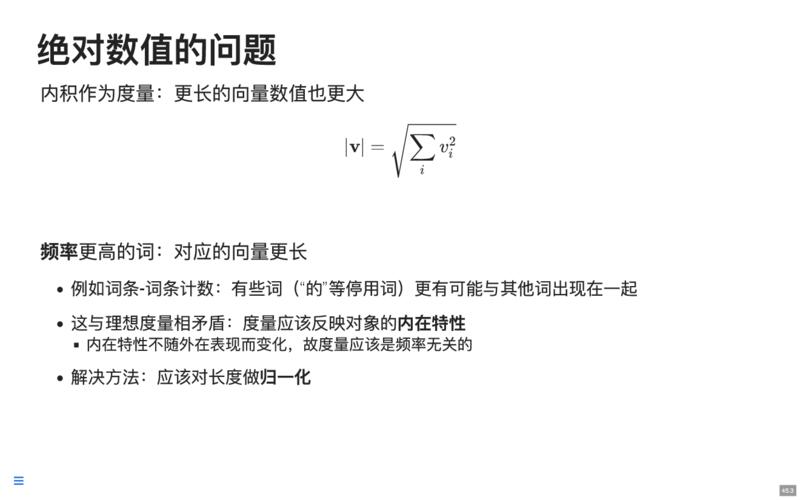 绝对数值的问题
内积作为度量：更长的向量数值也更大
|v| = √∑ᵢ vᵢ²
频率更高的词：对应的向量更长
• 例如词条-词条计数：有些词（“的”等停用词）更有可能与其他词出现在一起
• 这与理想度量相矛盾：度量应该反映对象的内在特性
▪ 内在特性不随外在表现而变化，故度量应该是频率无关的
• 解决方法：应该对长度做归一化
45.3